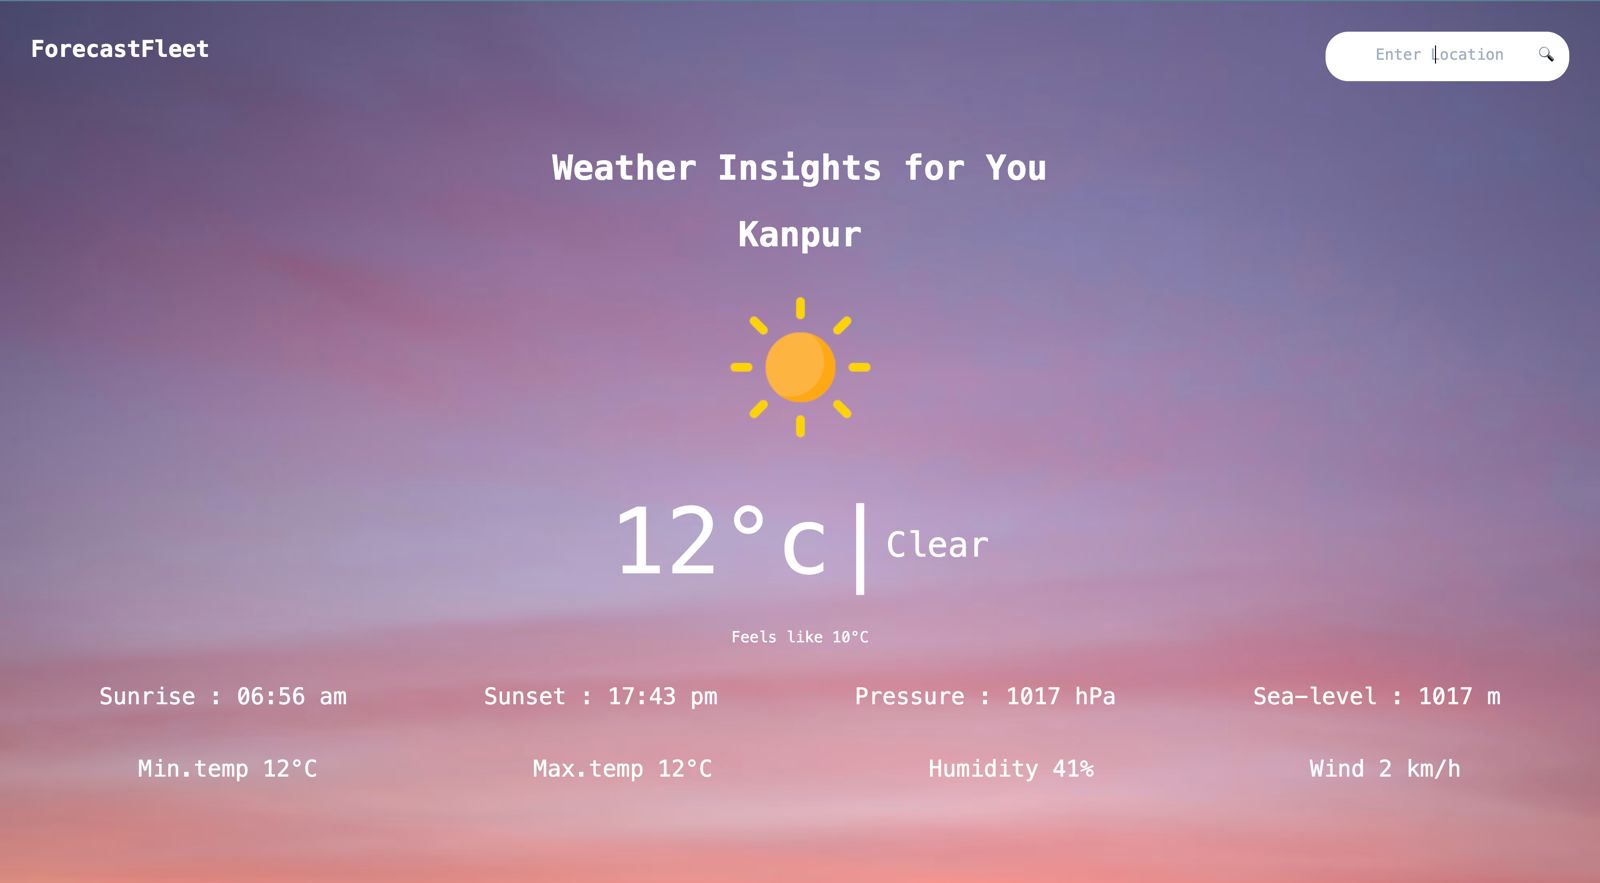 ForecastFleet
Enter Location
Weather Insights for You
Kanpur
12°c | Clear
Feels like 10°C
Sunrise : 06:56 am
Sunset : 17:43 pm
Pressure : 1017 hPa
Sea-level : 1017 m
Min.temp 12°C
Max.temp 12°C
Humidity 41%
Wind 2 km/h